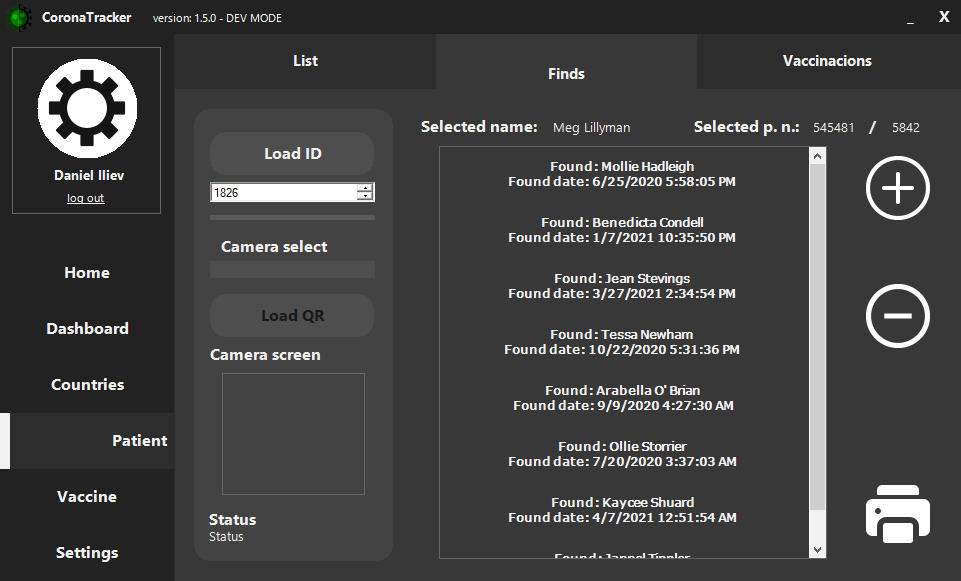 CoronaTracker version: 1.5.0 - DEV MODE
_ X
Daniel Iliev
log out
Home
Dashboard
Countries
Patient
Vaccine
Settings
List
Finds
Vaccinacions
Load ID
1826
Camera select
Load QR
Camera screen
Status
Status
Selected name: Meg Lillyman
Selected p. n.: 545481 / 5842
Found: Mollie Hadleigh
Found date: 6/25/2020 5:58:05 PM
Found: Benedicta Condell
Found date: 1/7/2021 10:35:50 PM
Found: Jean Stevings
Found date: 3/27/2021 2:34:54 PM
Found: Tessa Newham
Found date: 10/22/2020 5:31:36 PM
Found: Arabella O' Brian
Found date: 9/9/2020 4:27:30 AM
Found: Ollie Storrier
Found date: 7/20/2020 3:37:03 AM
Found: Kaycee Shuard
Found date: 4/7/2021 12:51:54 AM
Found: